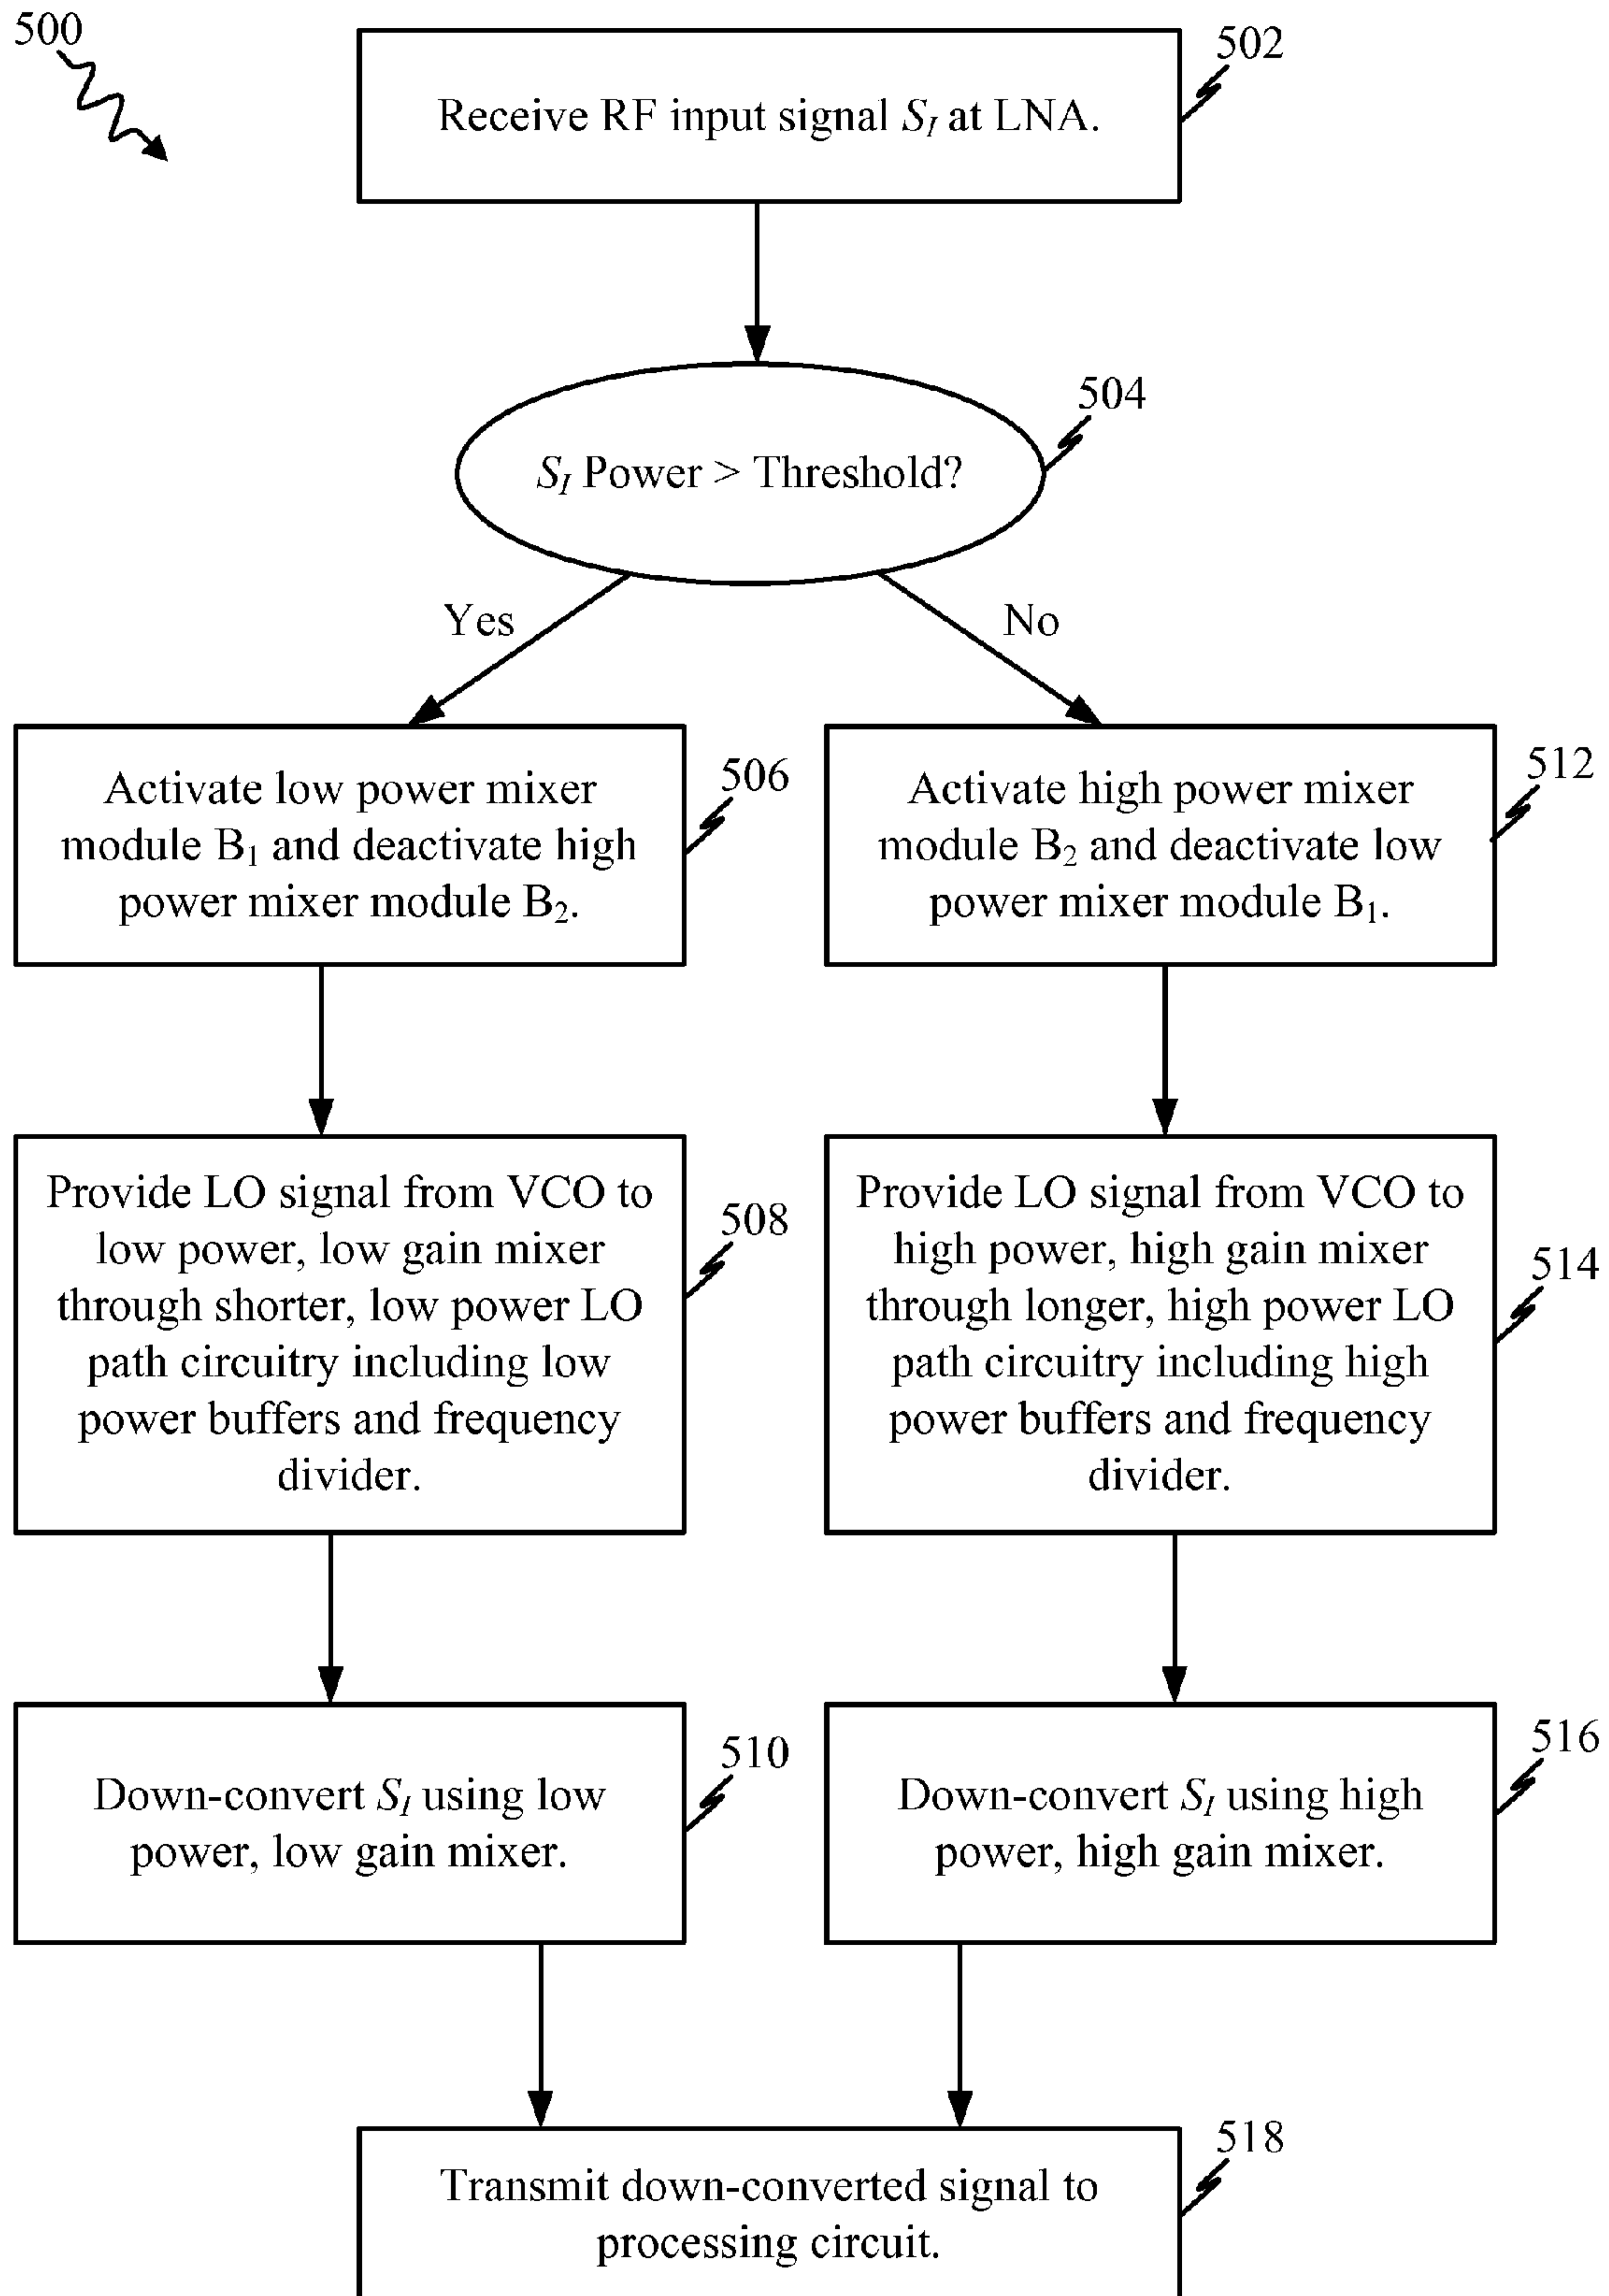 500
502
Receive RF input signal S_I at LNA.
504
S_I Power > Threshold?
Yes
No
506
Activate low power mixer
module B₁ and deactivate high
power mixer module B₂.
512
Activate high power mixer
module B₂ and deactivate low
power mixer module B₁.
508
Provide LO signal from VCO to
low power, low gain mixer
through shorter, low power LO
path circuitry including low
power buffers and frequency
divider.
514
Provide LO signal from VCO to
high power, high gain mixer
through longer, high power LO
path circuitry including high
power buffers and frequency
divider.
510
Down-convert S_I using low
power, low gain mixer.
516
Down-convert S_I using high
power, high gain mixer.
518
Transmit down-converted signal to
processing circuit.